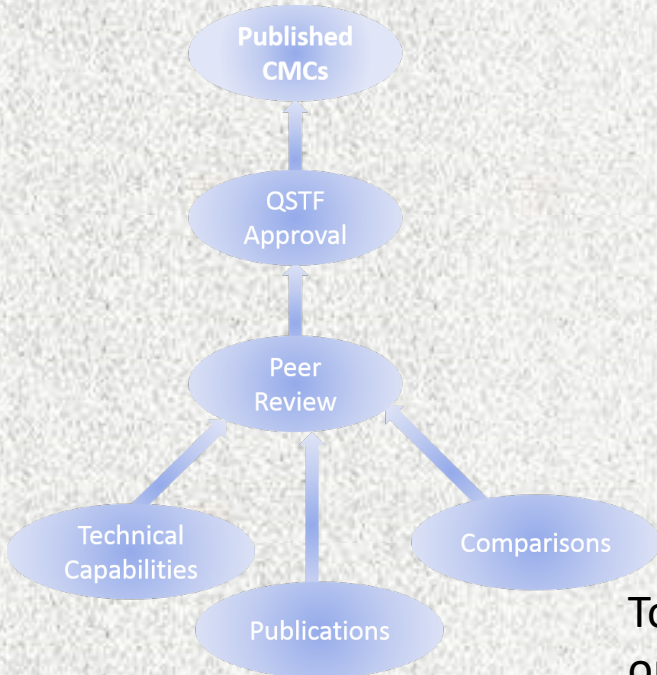 Published
CMCs
QSTF
Approval
Peer
Review
Technical
Capabilities
Comparisons
Publications